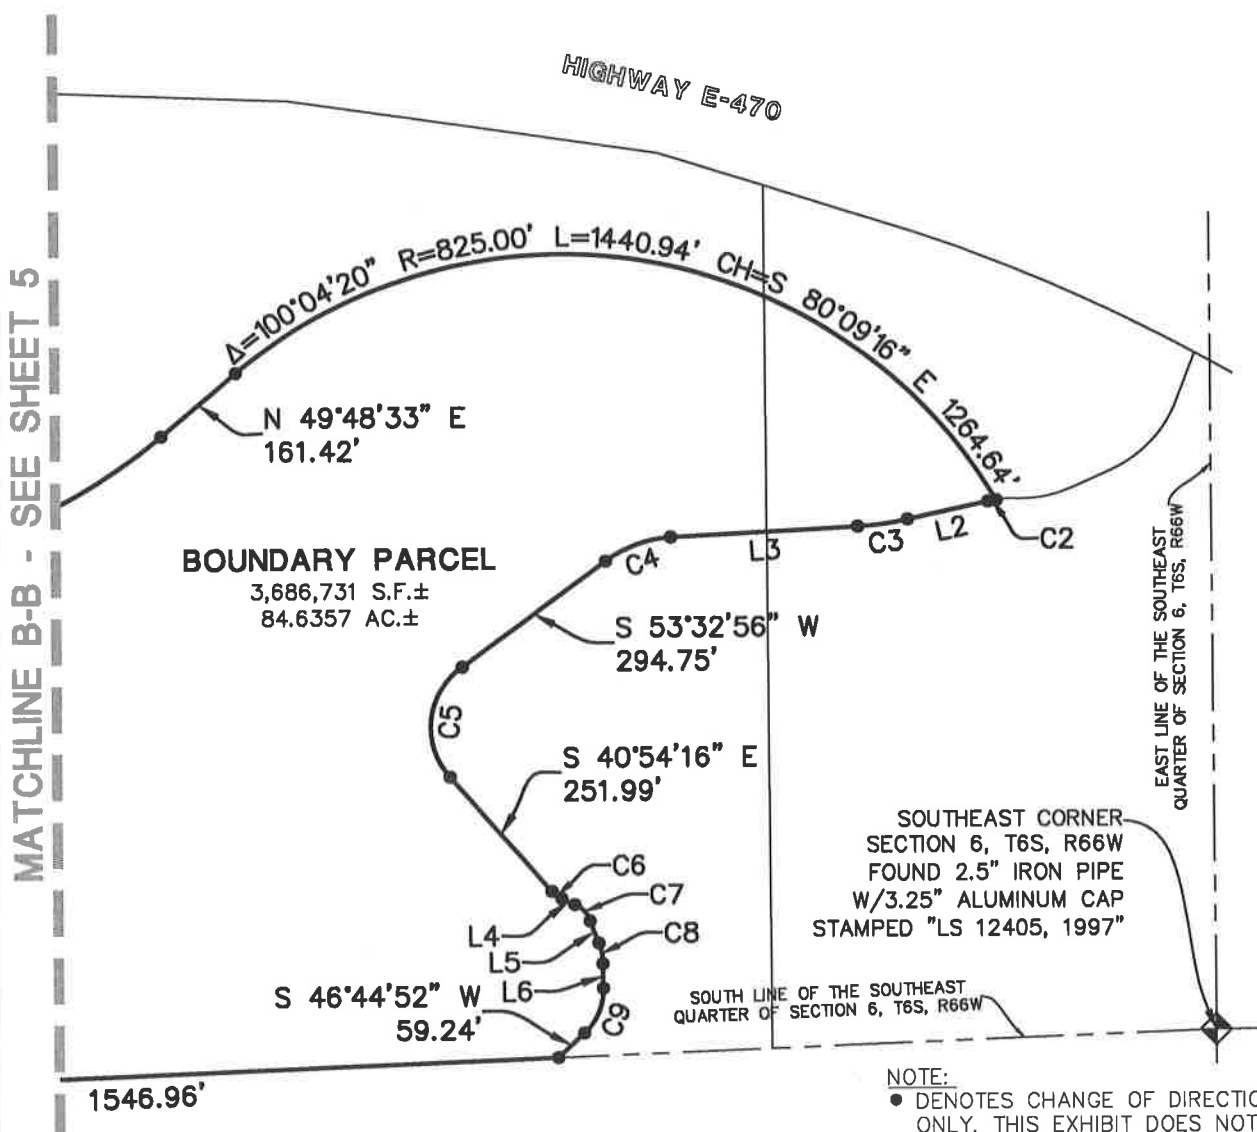 HIGHWAY E-470
Δ=100°04'20" R=825.00' L=1440.94' CH=S 80°09'16" E 1264.64'
MATCHLINE B-B - SEE SHEET 5
N 49°48'33" E
161.42'
BOUNDARY PARCEL
3,686,731 S.F.±
84.6357 AC.±
C4
L3
C3
L2
C2
S 53°32'56" W
294.75'
C5
S 40°54'16" E
251.99'
EAST LINE OF THE SOUTHEAST
QUARTER OF SECTION 6, T6S, R66W
SOUTHEAST CORNER
SECTION 6, T6S, R66W
FOUND 2.5" IRON PIPE
W/3.25" ALUMINUM CAP
STAMPED "LS 12405, 1997"
C6
C7
L4
C8
L5
L6
C9
S 46°44'52" W
59.24'
SOUTH LINE OF THE SOUTHEAST
QUARTER OF SECTION 6, T6S, R66W
1546.96'
NOTE:
● DENOTES CHANGE OF DIRECTIO
ONLY. THIS EXHIBIT DOES NOT